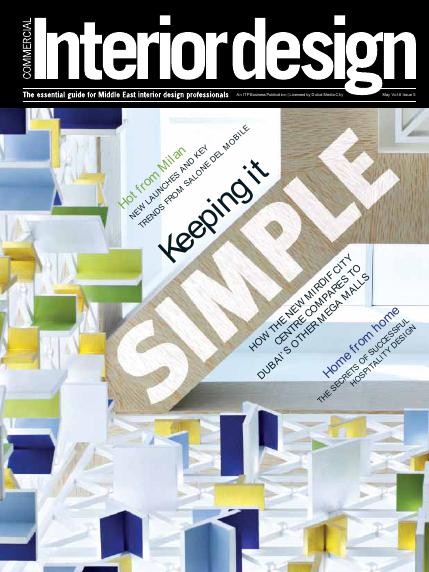 COMMERCIAL
Interior design
The essential guide for Middle East interior design professionals
An ITP Business Publication | Licensed by Dubai Media City
May Vol.6 Issue 5
Hot from Milan
NEW LAUNCHES AND KEY
TRENDS FROM SALONE DEL MOBILE
Keeping it
SIMPLE
HOW THE NEW MIRDIF CITY
CENTRE COMPARES TO
DUBAI'S OTHER MEGA MALLS
Home from home
THE SECRETS OF SUCCESSFUL
HOSPITALITY DESIGN